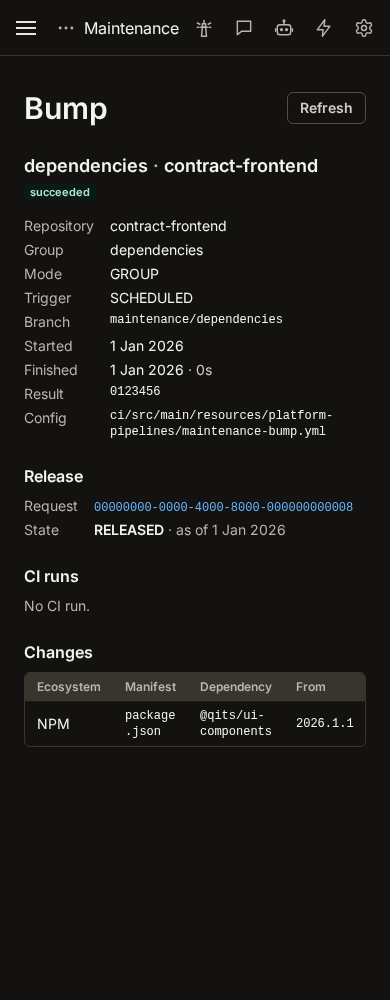 ··· Maintenance
Bump
Refresh
dependencies · contract-frontend
succeeded
Repository contract-frontend
Group dependencies
Mode GROUP
Trigger SCHEDULED
Branch maintenance/dependencies
Started 1 Jan 2026
Finished 1 Jan 2026 · 0s
Result 0123456
Config ci/src/main/resources/platform-
pipelines/maintenance-bump.yml
Release
Request 00000000-0000-4000-8000-000000000008
State RELEASED · as of 1 Jan 2026
CI runs
No CI run.
Changes
Ecosystem Manifest Dependency From
NPM package .json @qits/ui-components 2026.1.1